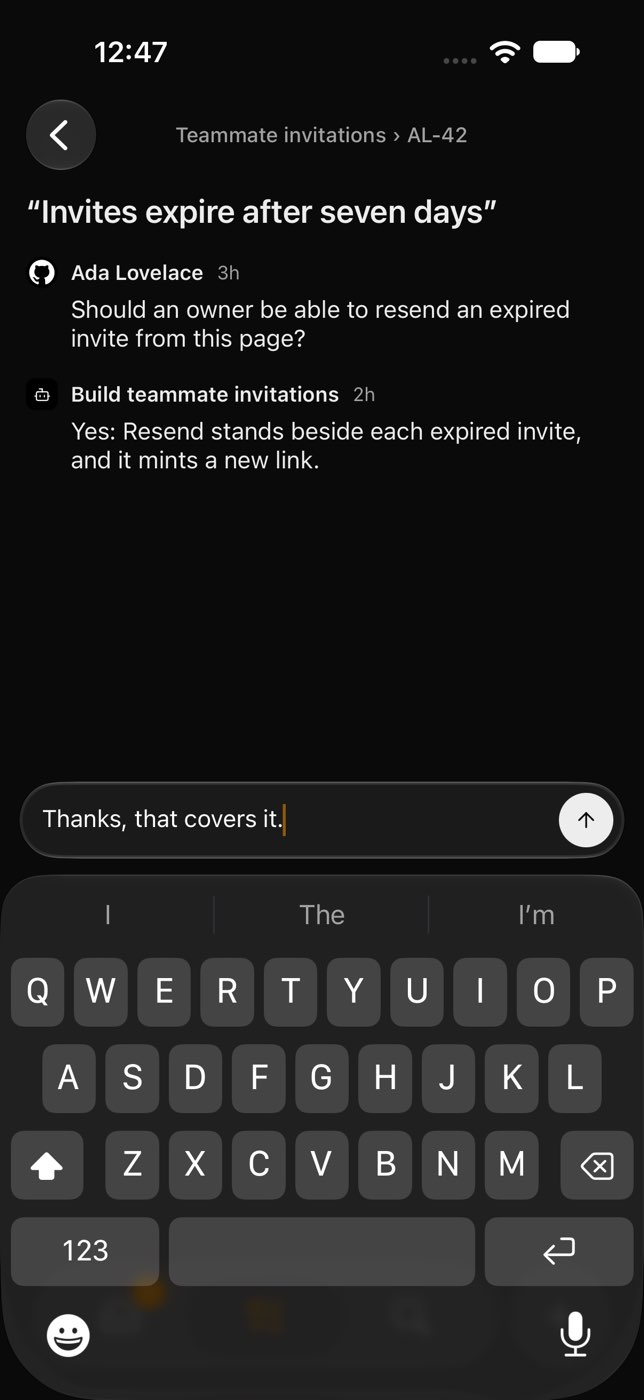 12:47
Teammate invitations › AL-42
“Invites expire after seven days”
Ada Lovelace 3h
Should an owner be able to resend an expired
invite from this page?
Build teammate invitations 2h
Yes: Resend stands beside each expired invite,
and it mints a new link.
Thanks, that covers it.
I The I’m
Q W E R T Y U I O P
A S D F G H J K L
Z X C V B N M
123